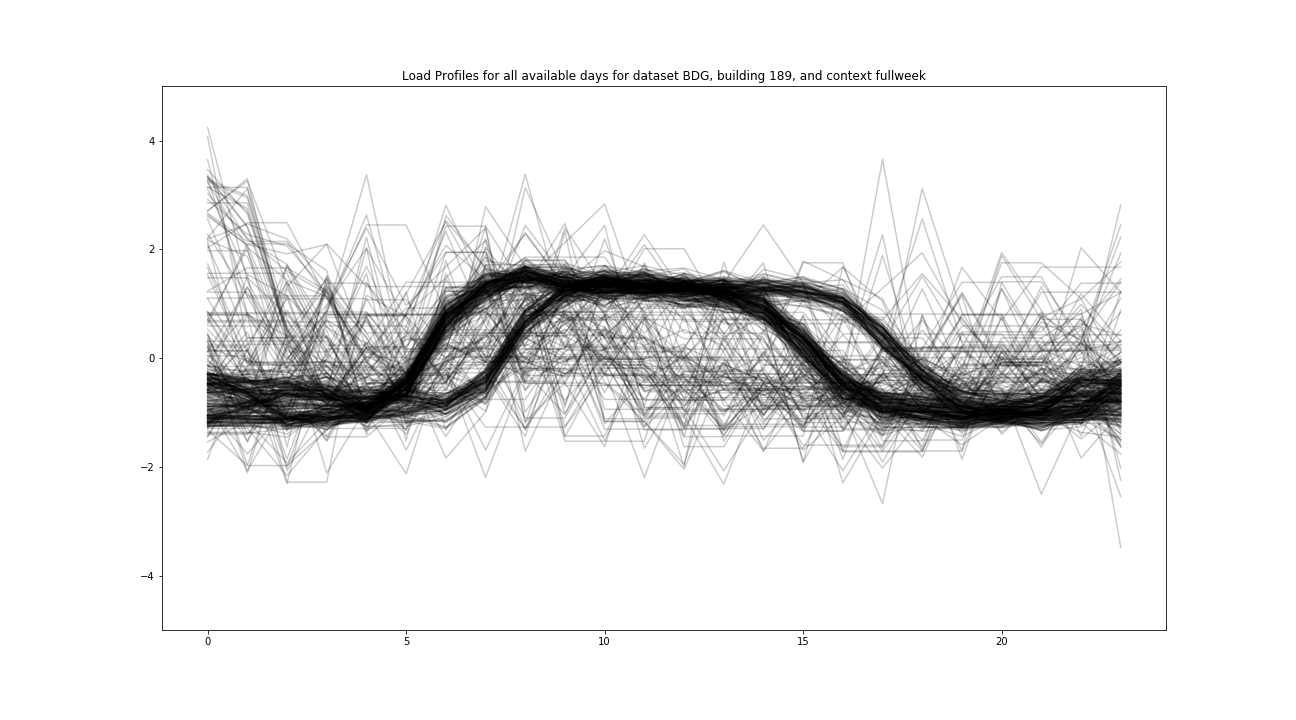 Load Profiles for all available days for dataset BDG, building 189, and context fullweek
4
2
0
−2
−4
0 5 10 15 20